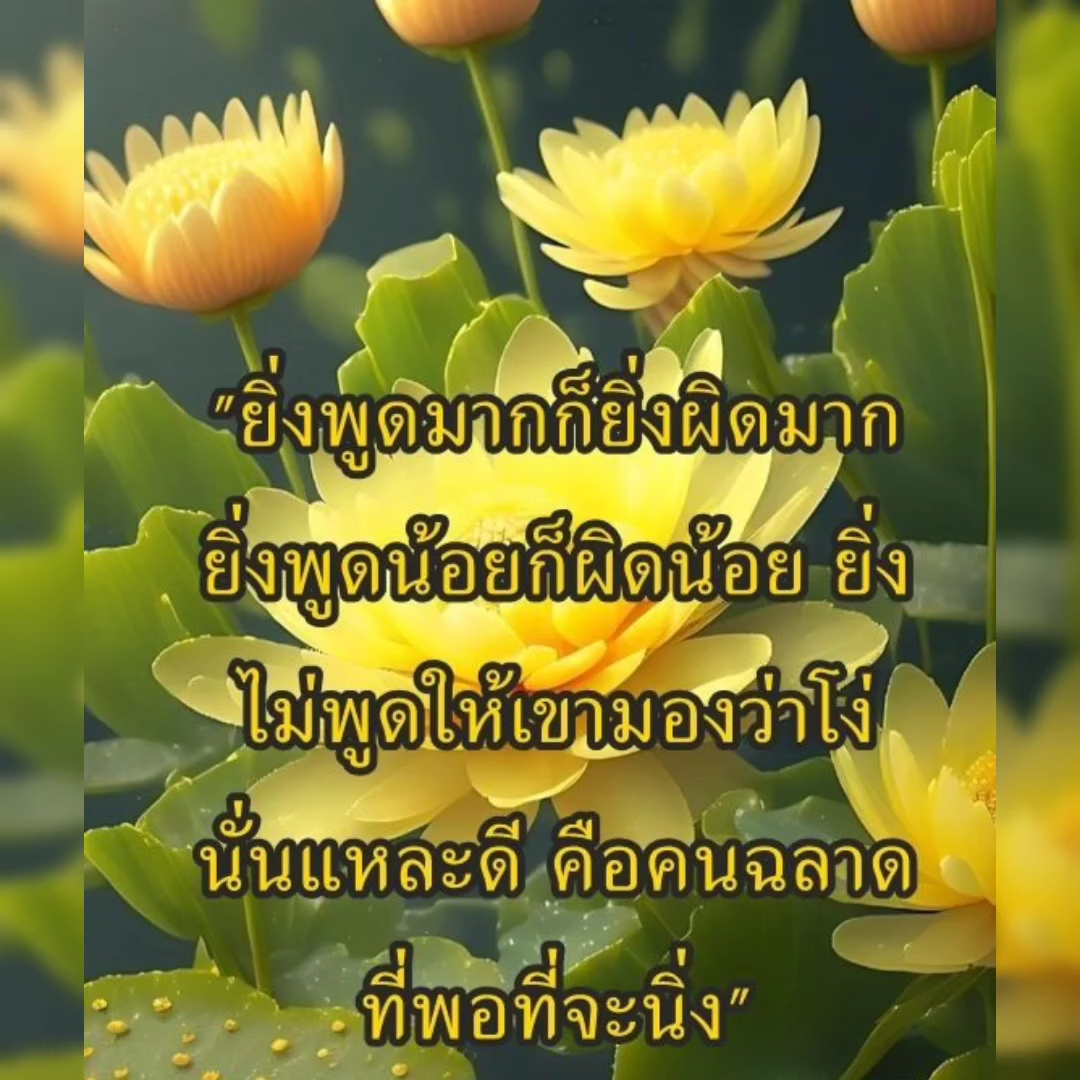 "ยิ่งพูดมากก็ยิ่งผิดมาก
ยิ่งพูดน้อยก็ผิดน้อย ยิ่ง
ไม่พูดให้เขามองว่าโง่
นั่นแหละดี คือคนฉลาด
ที่พอที่จะนิ่ง"